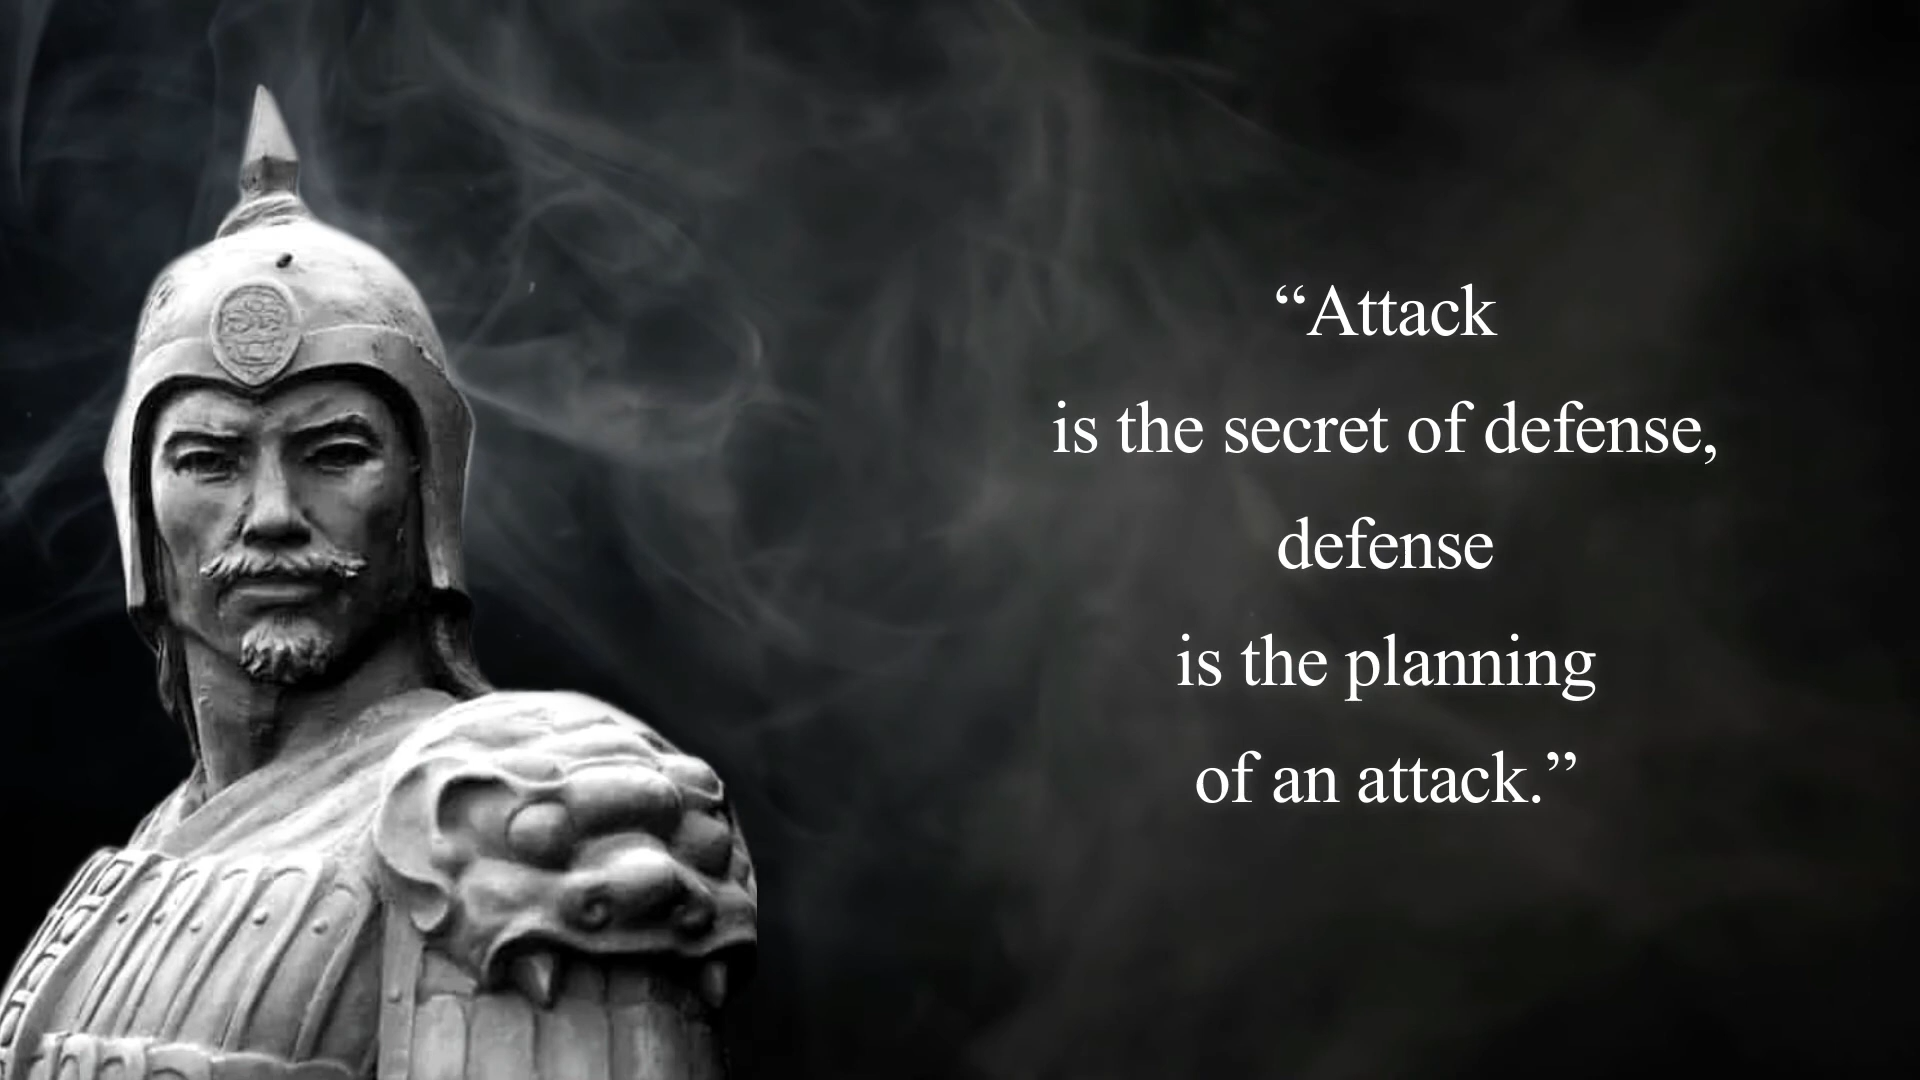 “Attack
is the secret of defense,
defense
is the planning
of an attack.”